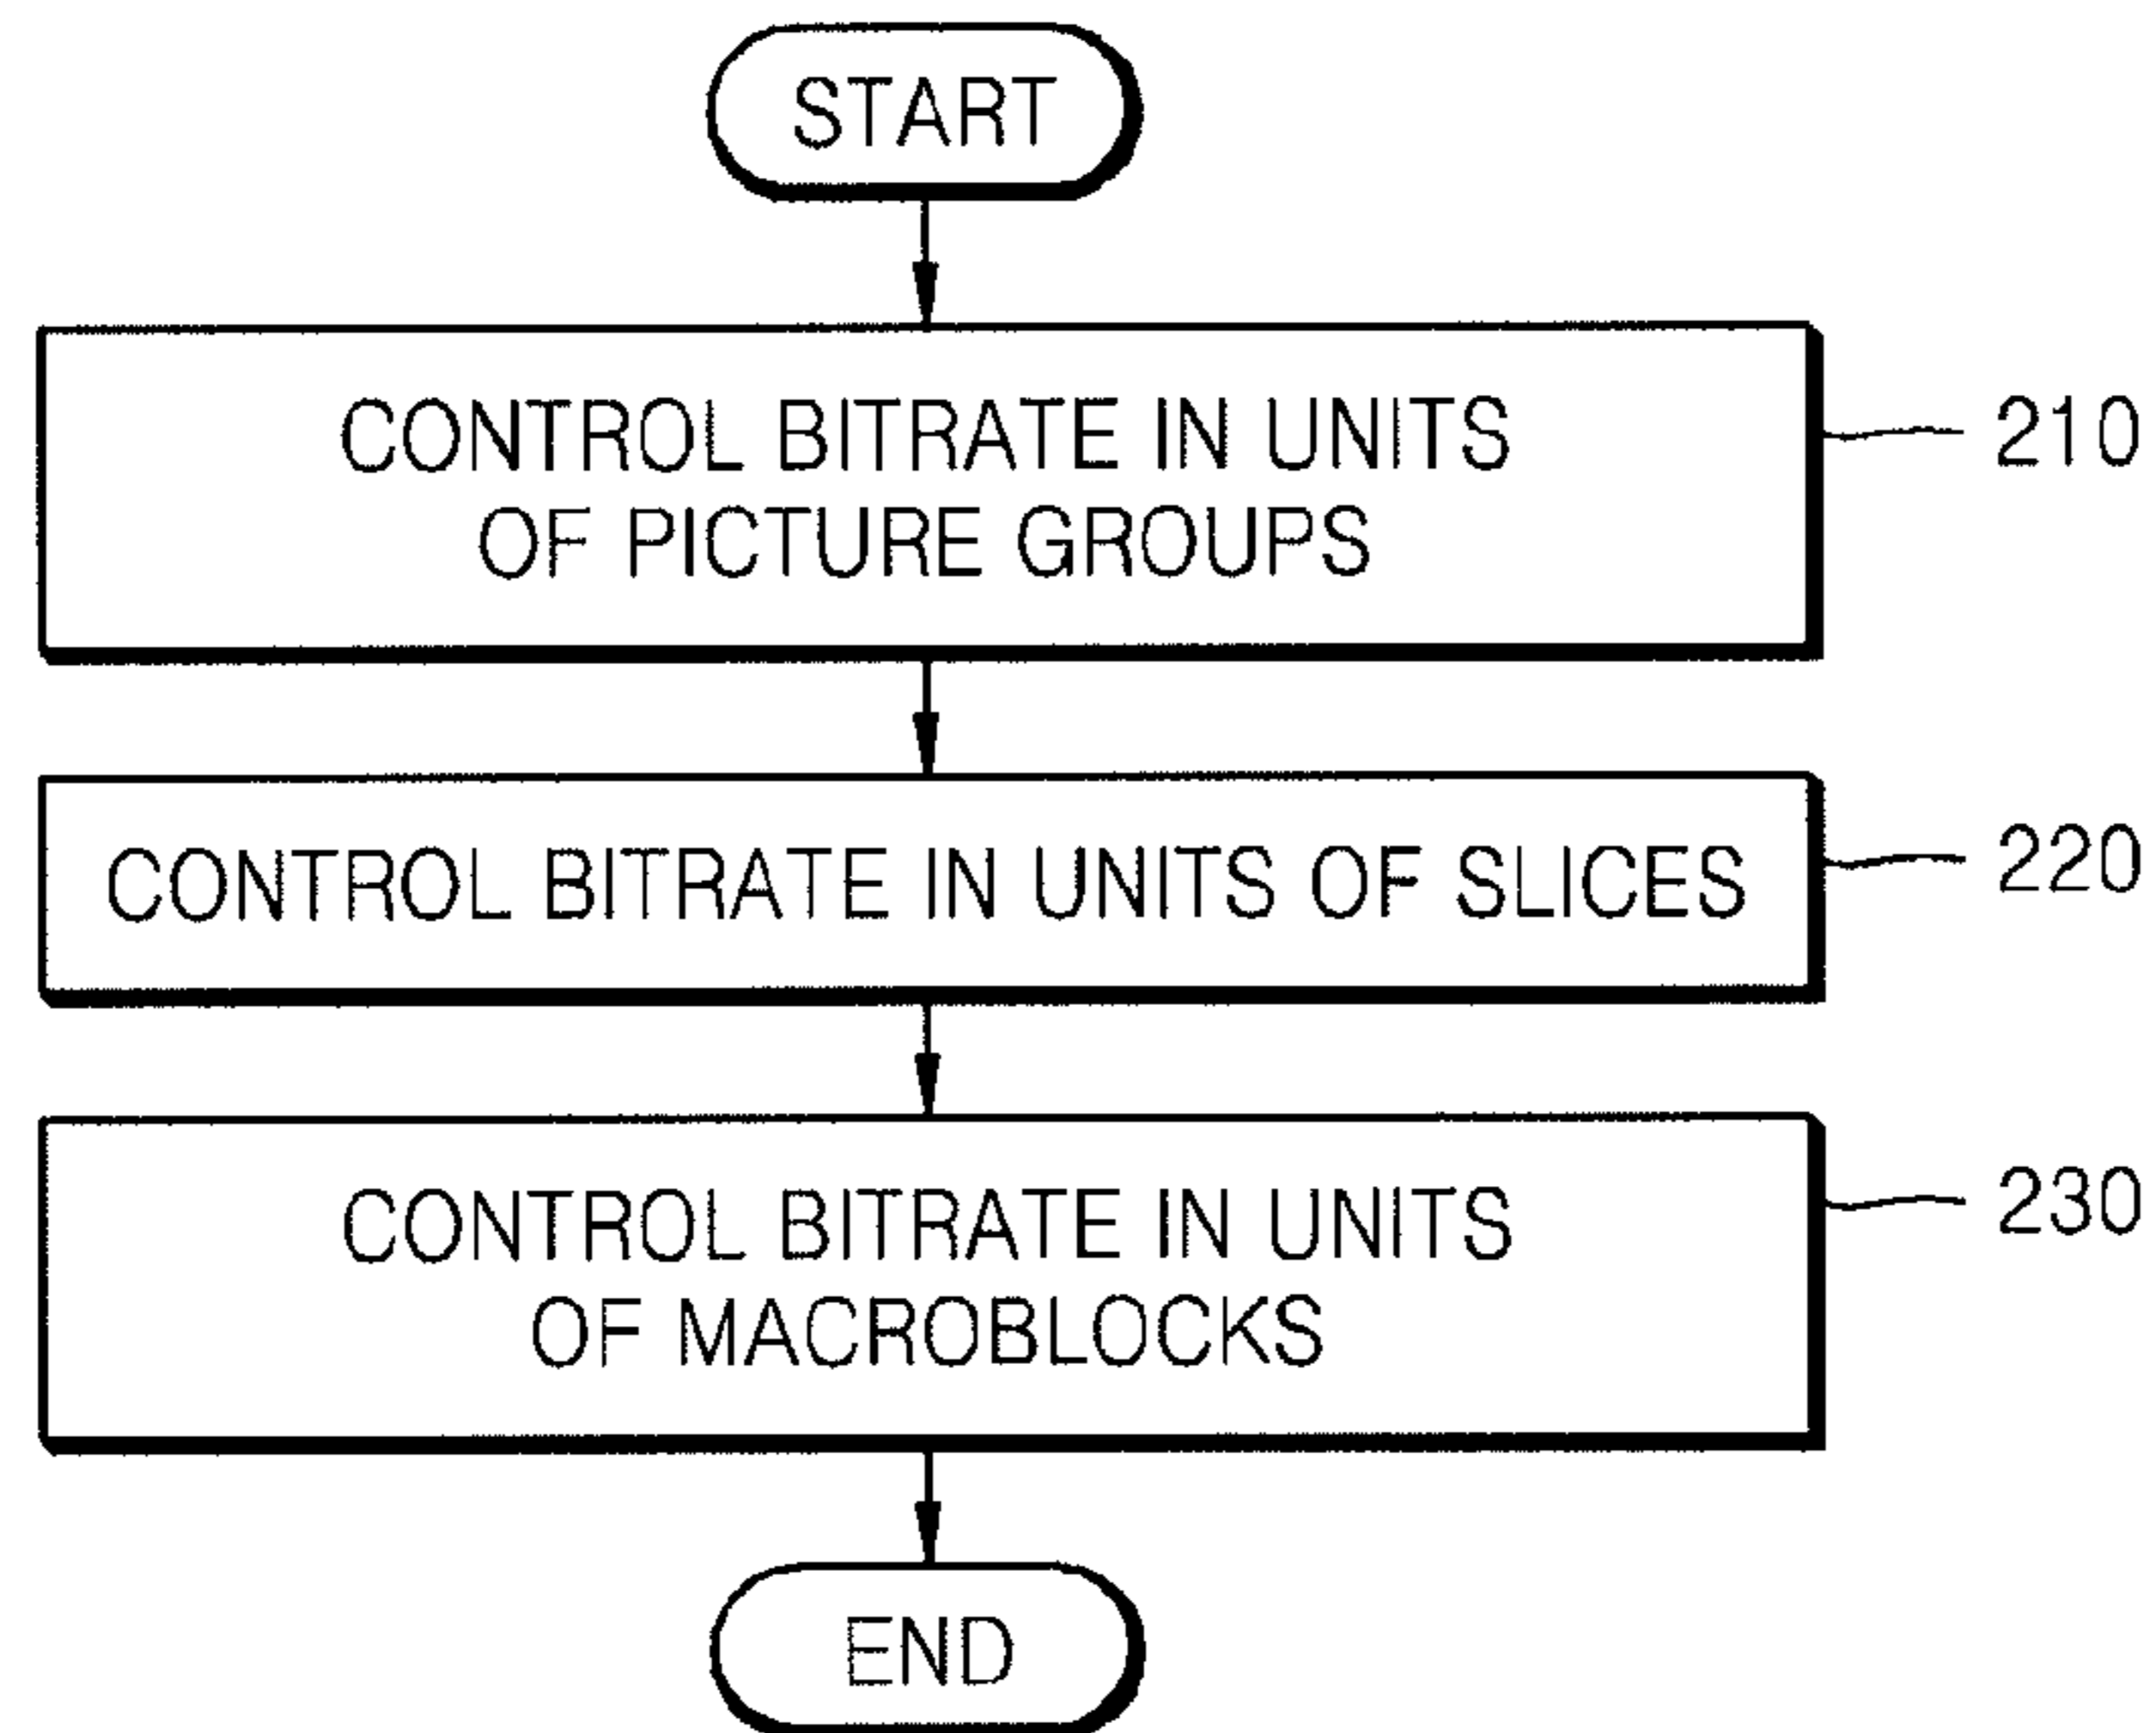 START
CONTROL BITRATE IN UNITS
OF PICTURE GROUPS
210
CONTROL BITRATE IN UNITS OF SLICES
220
CONTROL BITRATE IN UNITS
OF MACROBLOCKS
230
END